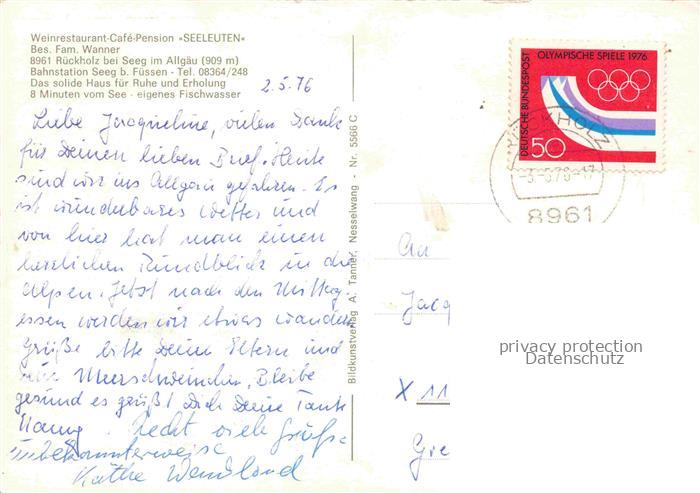 Weinrestaurant-Café-Pension »SEELEUTEN«
Bes. Fam. Wanner
8961 Rückholz bei Seeg im Allgäu (909 m)
Bahnstation Seeg b. Füssen - Tel. 08364/248
Das solide Haus für Ruhe und Erholung
8 Minuten vom See - eigenes Fischwasser
2.5.76
Liebe Jacqueline, vielen Dank
für Deinen lieben Brief. Heute
sind wir ins Allgäu gefahren. Es
ist wunderbares Wetter und
von hier hat man einen
herrlichen Rundblick in die
Alpen. Jetzt nach dem Mittag-
essen werden wir etwas wandern.
Grüße bitte Deine Eltern und
Meerschweinchen, Bleibe
gesund es grüßt Dich Deine Tante
Recht viele Grüße
unbekannterweise
Käthe Wendland
Bildkunstverlag A. Tanner, Nesselwang - Nr. 5566 C
OLYMPISCHE SPIELE 1976
DEUTSCHE BUNDESPOST
50
RÜCKHOLZ
8961
An
Jacq
X 11
Gre
privacy protection
Datenschutz